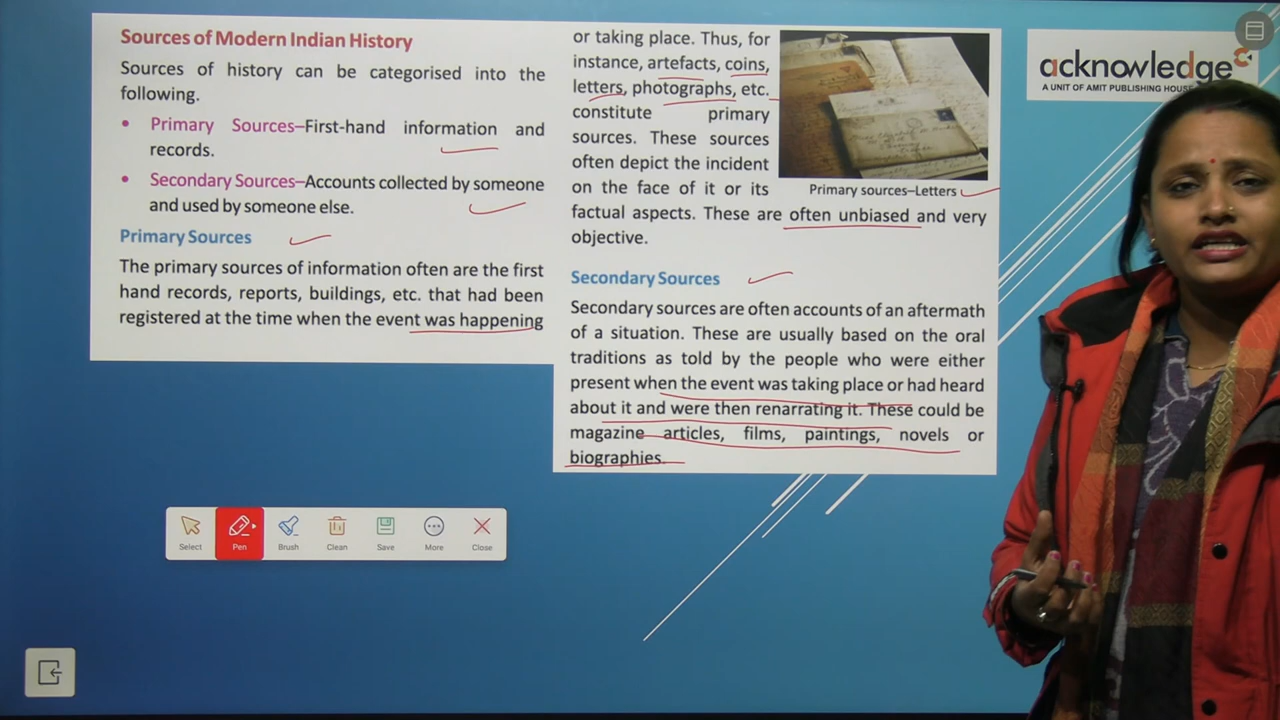 Sources of Modern Indian History
Sources of history can be categorised into the
following.
• Primary Sources–First-hand information and
records.
• Secondary Sources–Accounts collected by someone
and used by someone else.
Primary Sources
The primary sources of information often are the first
hand records, reports, buildings, etc. that had been
registered at the time when the event was happening
or taking place. Thus, for
instance, artefacts, coins,
letters, photographs, etc.
constitute primary
sources. These sources
often depict the incident
on the face of it or its
factual aspects. These are often unbiased and very
objective.
Primary sources–Letters
Secondary Sources
Secondary sources are often accounts of an aftermath
of a situation. These are usually based on the oral
traditions as told by the people who were either
present when the event was taking place or had heard
about it and were then renarrating it. These could be
magazine articles, films, paintings, novels or
biographies.
acknowledge
A UNIT OF AMIT PUBLISHING HOUSE
Select
Pen
Brush
Clean
Save
More
Close